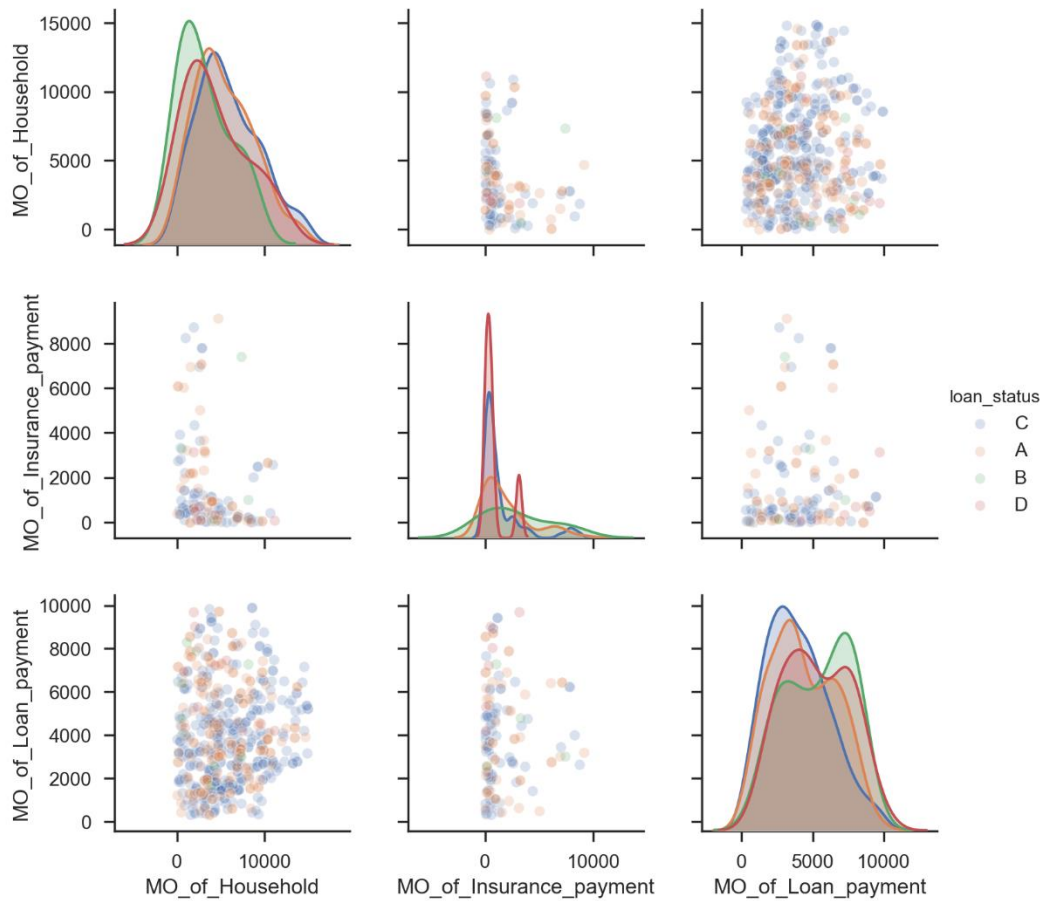 15000
10000
5000
0
MO_of_Household
8000
6000
4000
2000
0
MO_of_Insurance_payment
loan_status
C
A
B
D
10000
8000
6000
4000
2000
0
MO_of_Loan_payment
0 10000
MO_of_Household
0 10000
MO_of_Insurance_payment
0 5000 10000
MO_of_Loan_payment